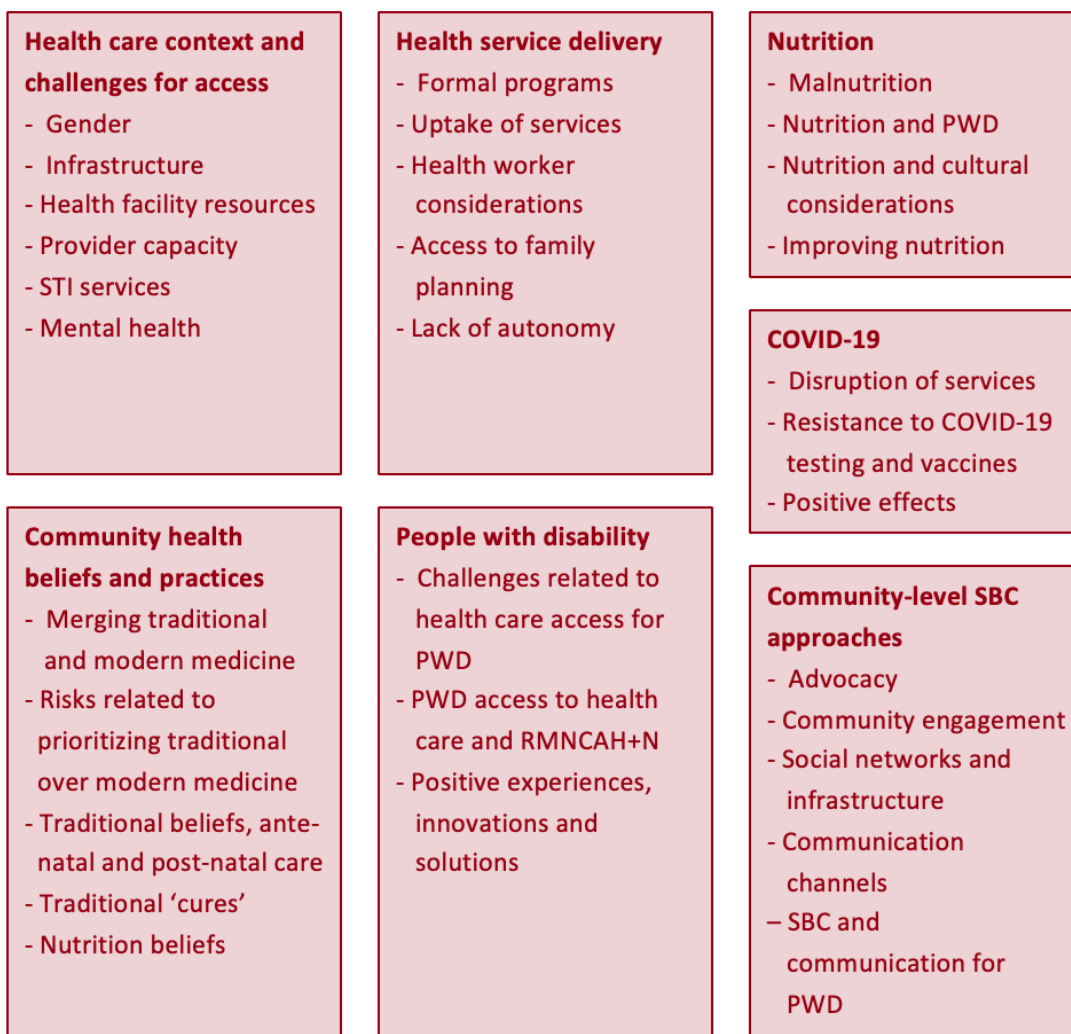 Health care context and
challenges for access
- Gender
- Infrastructure
- Health facility resources
- Provider capacity
- STI services
- Mental health
Health service delivery
- Formal programs
- Uptake of services
- Health worker
considerations
- Access to family
planning
- Lack of autonomy
Nutrition
- Malnutrition
- Nutrition and PWD
- Nutrition and cultural
considerations
- Improving nutrition
COVID-19
- Disruption of services
- Resistance to COVID-19
testing and vaccines
- Positive effects
Community health
beliefs and practices
- Merging traditional
and modern medicine
- Risks related to
prioritizing traditional
over modern medicine
- Traditional beliefs, ante-
natal and post-natal care
- Traditional ‘cures’
- Nutrition beliefs
People with disability
- Challenges related to
health care access for
PWD
- PWD access to health
care and RMNCAH+N
- Positive experiences,
innovations and
solutions
Community-level SBC
approaches
- Advocacy
- Community engagement
- Social networks and
infrastructure
- Communication
channels
– SBC and
communication for
PWD